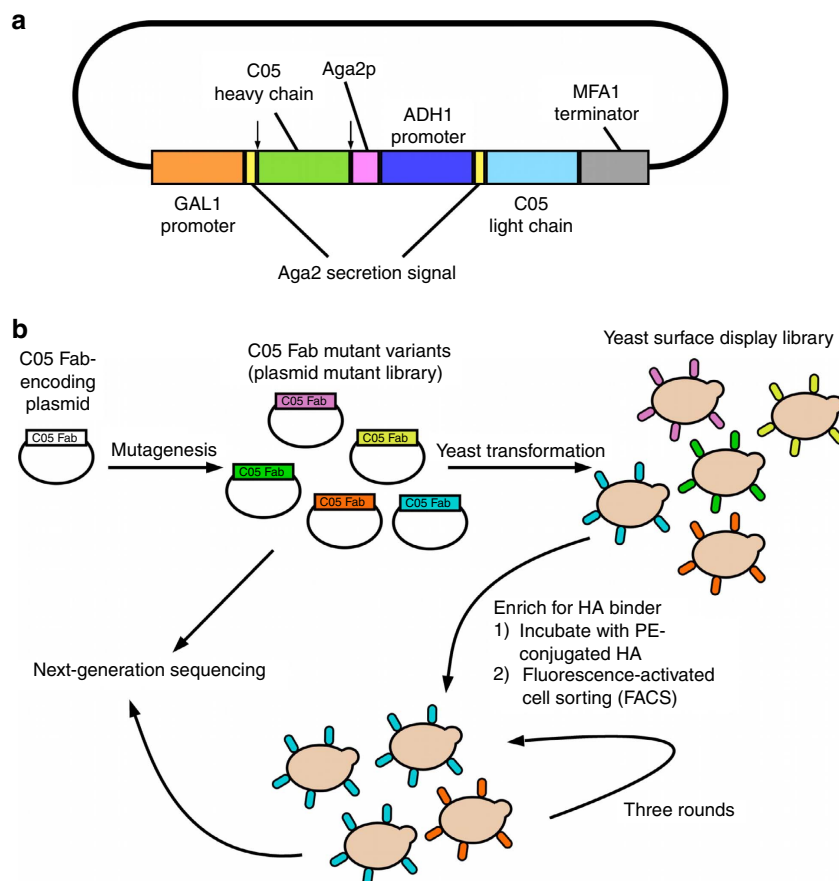 a
C05
heavy chain
Aga2p
ADH1
promoter
MFA1
terminator
GAL1
promoter
C05
light chain
Aga2 secretion signal
b
C05 Fab-
encoding
plasmid
C05 Fab
Mutagenesis
C05 Fab mutant variants
(plasmid mutant library)
C05 Fab
C05 Fab
C05 Fab
C05 Fab
C05 Fab
Yeast transformation
Yeast surface display library
Enrich for HA binder
1) Incubate with PE-
conjugated HA
2) Fluorescence-activated
cell sorting (FACS)
Next-generation sequencing
Three rounds